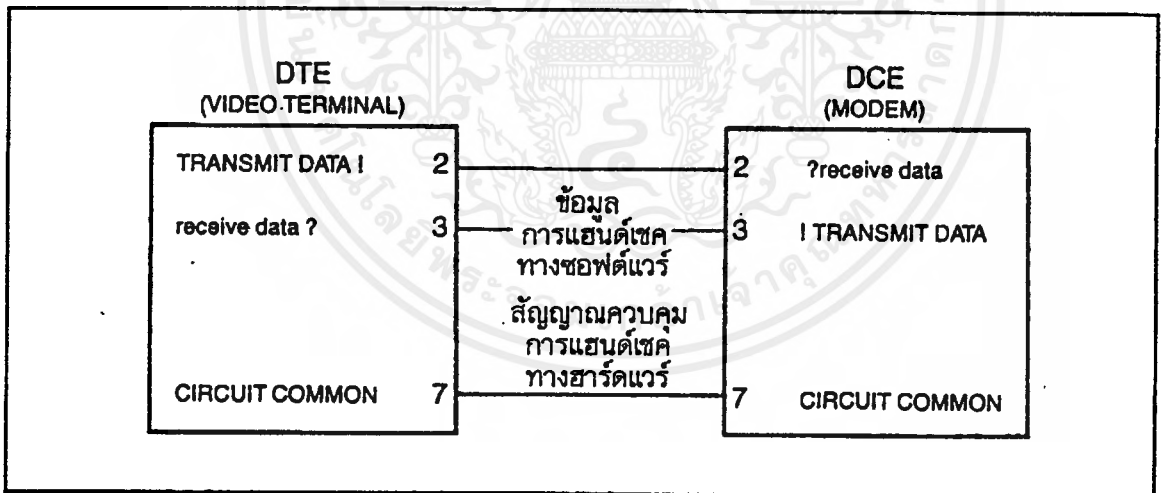 DTE
(VIDEO.TERMINAL)
DCE
(MODEM)
TRANSMIT DATA ! 2
2 ?receive data
ข้อมูล
receive data ? 3
การแฮนด์เชค
3 ! TRANSMIT DATA
ทางซอฟต์แวร์
สัญญาณควบคุม
การแฮนด์เชค
ทางฮาร์ดแวร์
CIRCUIT COMMON 7
7 CIRCUIT COMMON